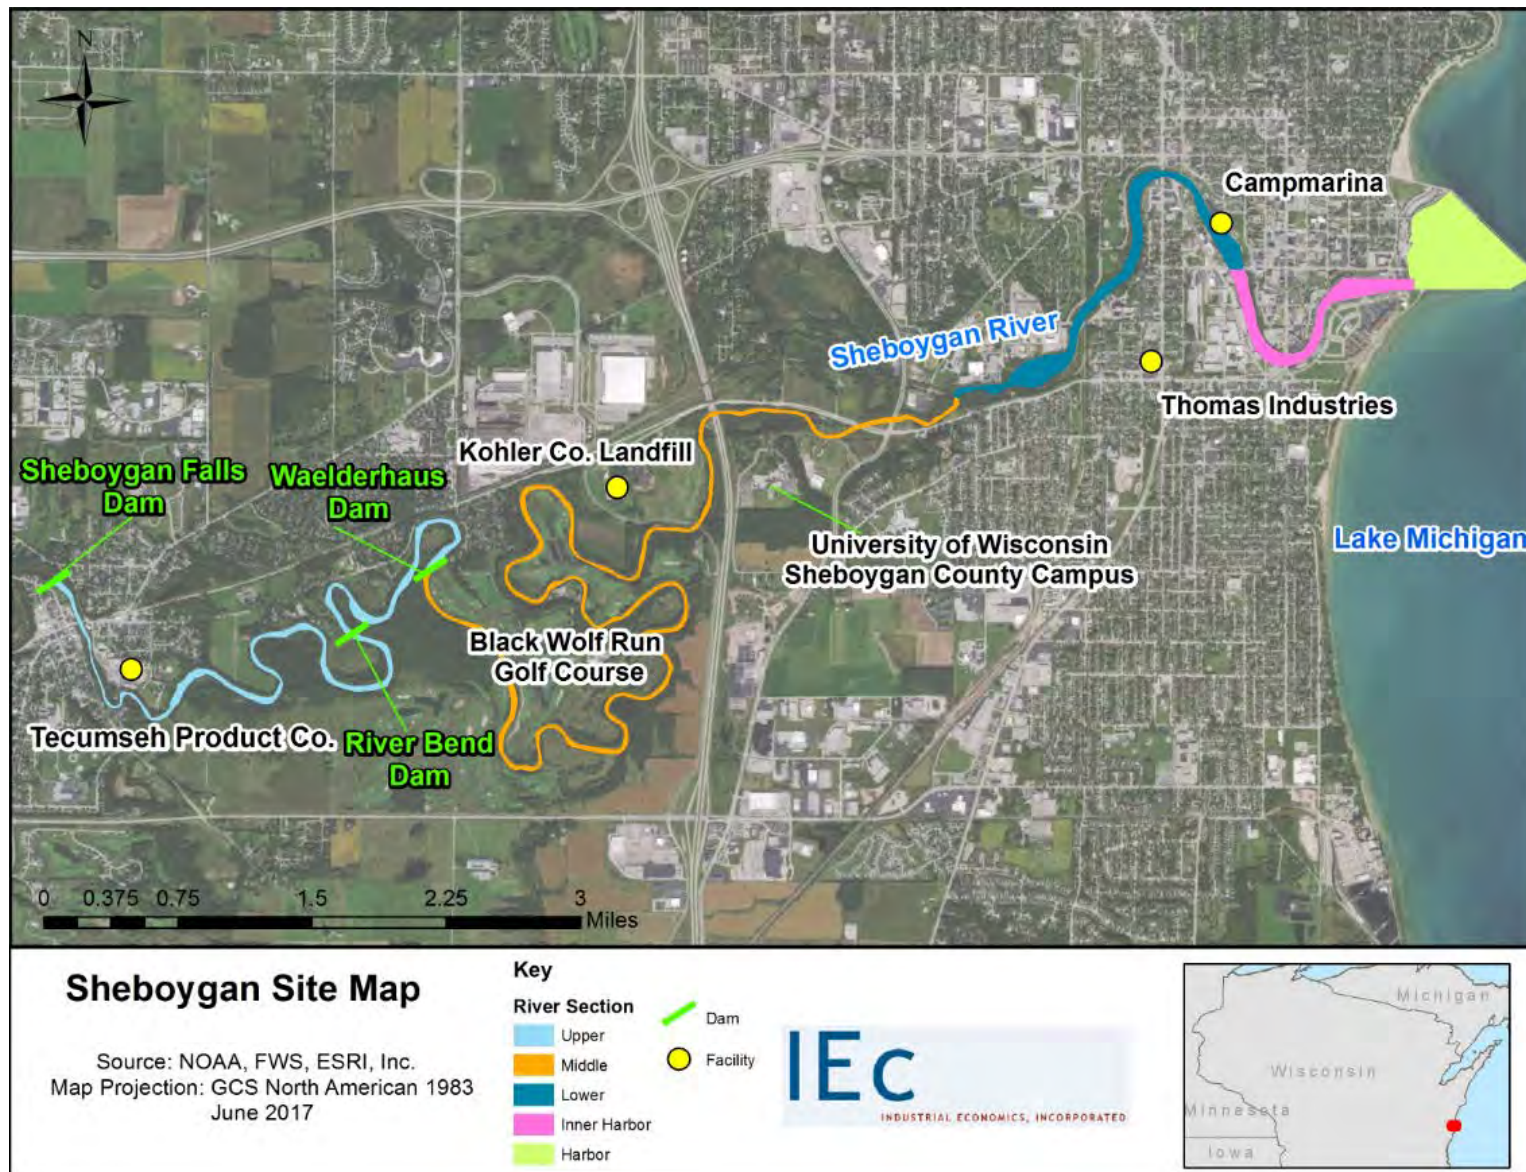 N
Campmarina
Sheboygan River
Thomas Industries
Kohler Co. Landfill
Sheboygan Falls
Dam
Waelderhaus
Dam
University of Wisconsin
Sheboygan County Campus
Lake Michigan
Black Wolf Run
Golf Course
Tecumseh Product Co.
River Bend
Dam
0 0.375 0.75 1.5 2.25 3
Miles
Sheboygan Site Map
Source: NOAA, FWS, ESRI, Inc.
Map Projection: GCS North American 1983
June 2017
Key
River Section
Upper
Middle
Lower
Inner Harbor
Harbor
Dam
Facility
IEc
INDUSTRIAL ECONOMICS, INCORPORATED
Michigan
Wisconsin
Minnesota
Iowa